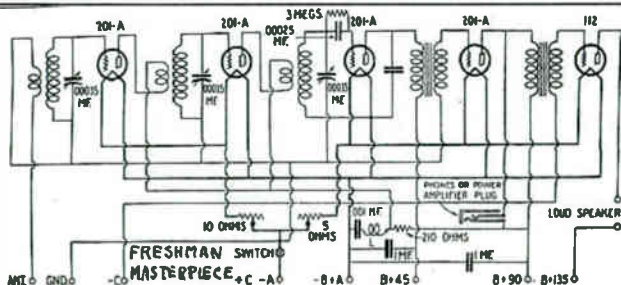 3 MEGS.
201-A 201-A 201-A 201-A 112
.00025
MF.
.00035
MF.
.00035
MF.
.00035
MF.
PHONES OR POWER
AMPLIFIER PLUG
.001 MF.
LOUD SPEAKER
10 OHMS 5
OHMS
210 OHMS
L
1 MF.
1 MF.
FRESHMAN SWITCH
MASTERPIECE
ANT. GND -C +C -A -B+A B+45 B+90 B+135